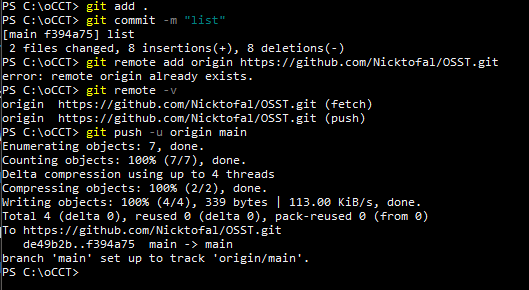 PS C:\oCCT> git add .
PS C:\oCCT> git commit -m "list"
[main f394a75] list
 2 files changed, 8 insertions(+), 8 deletions(-)
PS C:\oCCT> git remote add origin https://github.com/Nicktofal/OSST.git
error: remote origin already exists.
PS C:\oCCT> git remote -v
origin  https://github.com/Nicktofal/OSST.git (fetch)
origin  https://github.com/Nicktofal/OSST.git (push)
PS C:\oCCT> git push -u origin main
Enumerating objects: 7, done.
Counting objects: 100% (7/7), done.
Delta compression using up to 4 threads
Compressing objects: 100% (2/2), done.
Writing objects: 100% (4/4), 339 bytes | 113.00 KiB/s, done.
Total 4 (delta 0), reused 0 (delta 0), pack-reused 0 (from 0)
To https://github.com/Nicktofal/OSST.git
   de49b2b..f394a75  main -> main
branch 'main' set up to track 'origin/main'.
PS C:\oCCT>